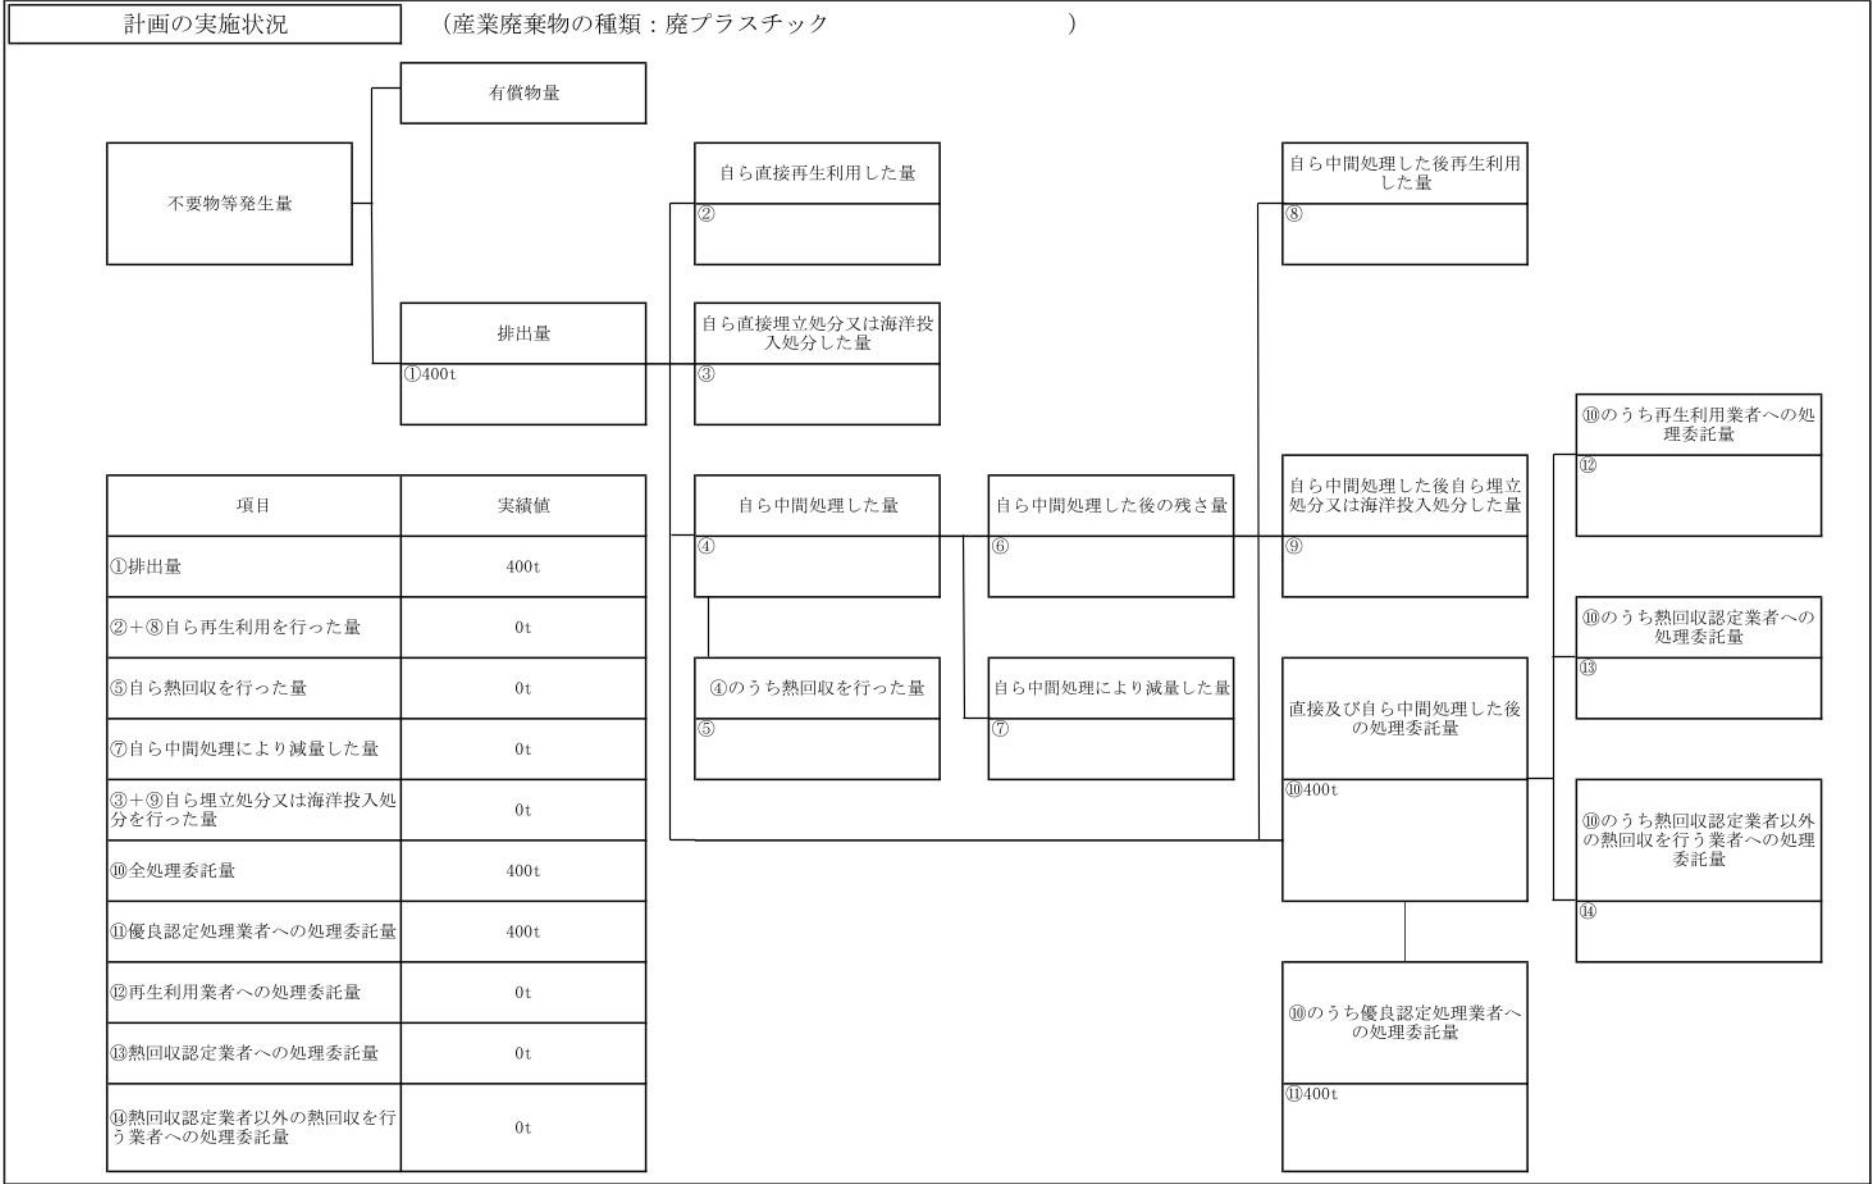 計画の実施状況
（産業廃棄物の種類：廃プラスチック　　　　　　　　　　）
有償物量
不要物等発生量
自ら直接再生利用した量
②
自ら中間処理した後再生利用
した量
⑧
排出量
①400t
自ら直接埋立処分又は海洋投
入処分した量
③
⑩のうち再生利用業者への処
理委託量
⑫
項目
実績値
①排出量
400t
②＋⑧自ら再生利用を行った量
0t
⑤自ら熱回収を行った量
0t
⑦自ら中間処理により減量した量
0t
③＋⑨自ら埋立処分又は海洋投入処
分を行った量
0t
⑩全処理委託量
400t
⑪優良認定処理業者への処理委託量
400t
⑫再生利用業者への処理委託量
0t
⑬熱回収認定業者への処理委託量
0t
⑭熱回収認定業者以外の熱回収を行
う業者への処理委託量
0t
自ら中間処理した量
④
自ら中間処理した後の残さ量
⑥
自ら中間処理した後自ら埋立
処分又は海洋投入処分した量
⑨
⑩のうち熱回収認定業者への
処理委託量
⑬
④のうち熱回収を行った量
⑤
自ら中間処理により減量した量
⑦
直接及び自ら中間処理した後
の処理委託量
⑩400t
⑩のうち熱回収認定業者以外
の熱回収を行う業者への処理
委託量
⑭
⑩のうち優良認定処理業者へ
の処理委託量
⑪400t